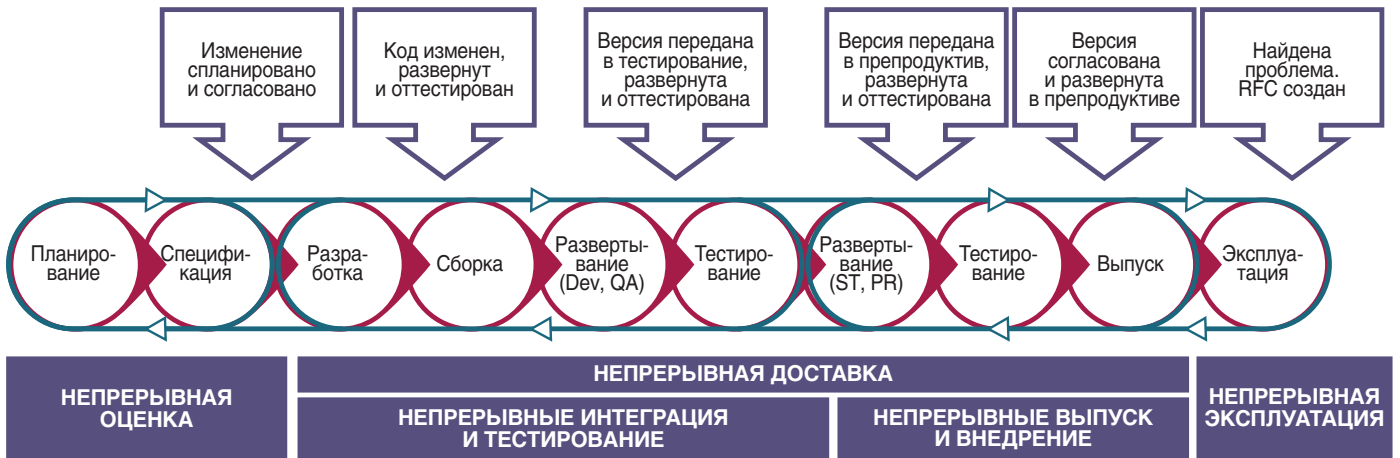 Изменение
спланировано
и согласовано
Код изменен,
развернут
и оттестирован
Версия передана
в тестирование,
развернута
и оттестирована
Версия передана
в препродуктив,
развернута
и оттестирована
Версия
согласована
и развернута
в препродуктиве
Найдена
проблема.
RFC создан
Планиро-
вание
Специфи-
кация
Разра-
ботка
Сборка
Разверты-
вание
(Dev, QA)
Тестиро-
вание
Разверты-
вание
(ST, PR)
Тестиро-
вание
Выпуск
Эксплуа-
тация
НЕПРЕРЫВНАЯ
ОЦЕНКА
НЕПРЕРЫВНАЯ ДОСТАВКА
НЕПРЕРЫВНЫЕ ИНТЕГРАЦИЯ
И ТЕСТИРОВАНИЕ
НЕПРЕРЫВНЫЕ ВЫПУСК
И ВНЕДРЕНИЕ
НЕПРЕРЫВНАЯ
ЭКСПЛУАТАЦИЯ